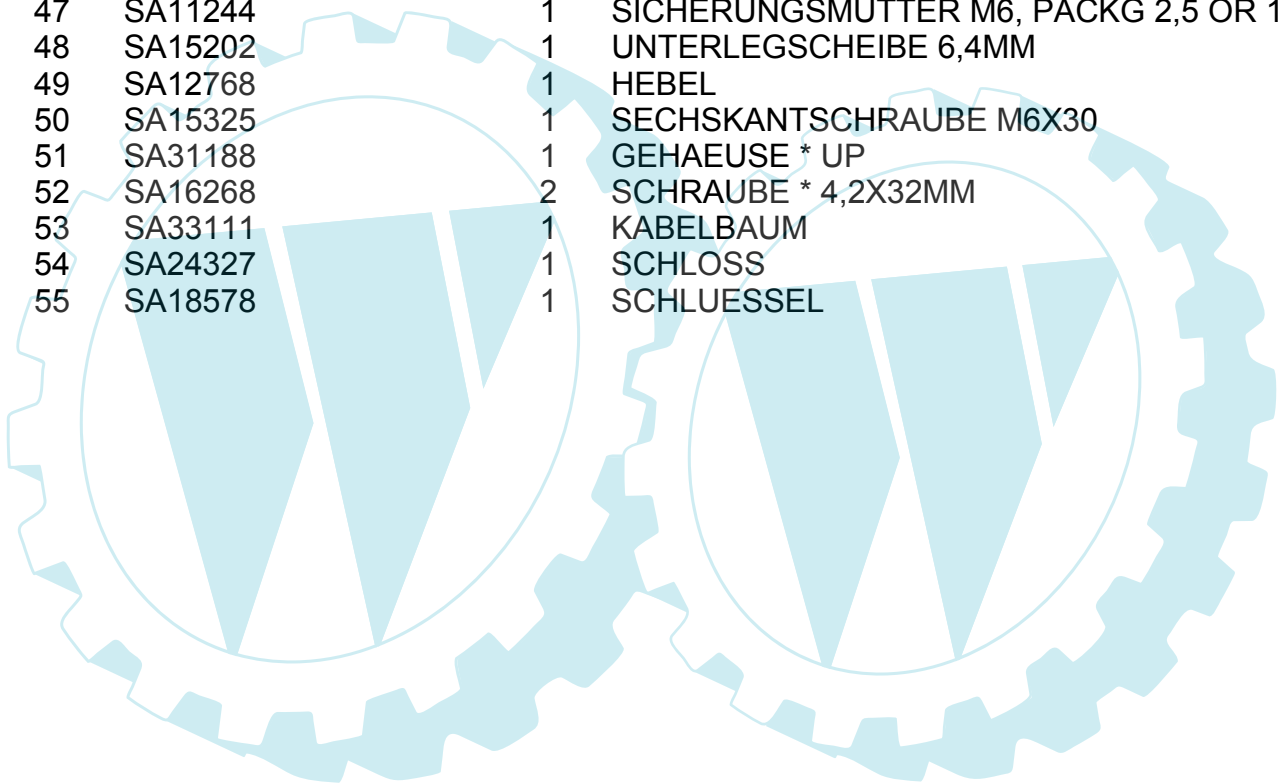 47 SA11244 1 SICHERUNGSMUTTER M6, PACKG 2,5 OR 1
48 SA15202 1 UNTERLEGSCHEIBE 6,4MM
49 SA12768 1 HEBEL
50 SA15325 1 SECHSKANTSCHRAUBE M6X30
51 SA31188 1 GEHAEUSE * UP
52 SA16268 2 SCHRAUBE * 4,2X32MM
53 SA33111 1 KABELBAUM
54 SA24327 1 SCHLOSS
55 SA18578 1 SCHLUESSEL